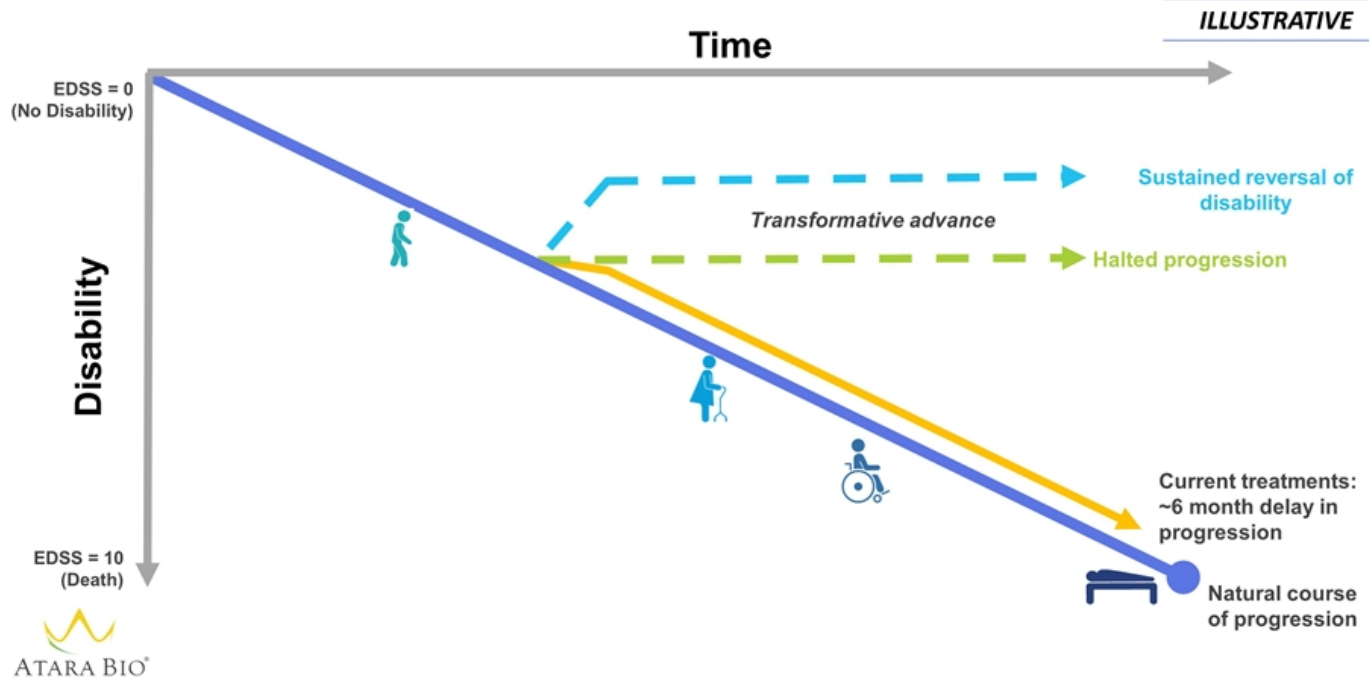 ILLUSTRATIVE
Time
EDSS = 0
(No Disability)
Sustained reversal of
disability
Transformative advance
Halted progression
Disability
Current treatments:
~6 month delay in
progression
EDSS = 10
(Death)
Natural course
of progression
ATARA BIO®